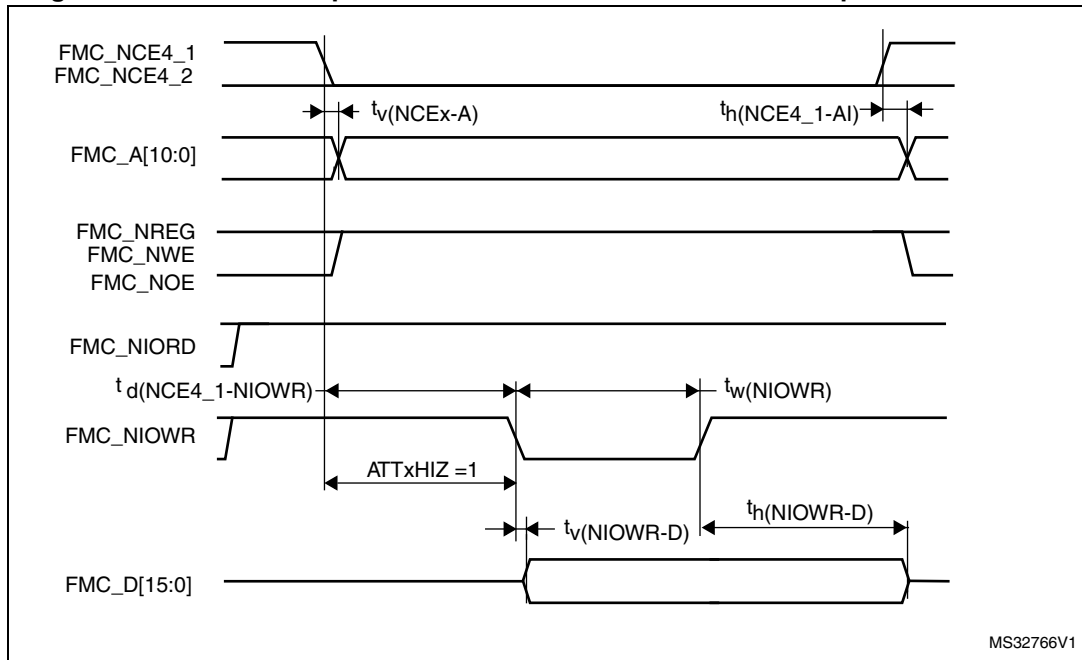 FMC_NCE4_1
FMC_NCE4_2
tv(NCEx-A)
th(NCE4_1-AI)
FMC_A[10:0]
FMC_NREG
FMC_NWE
FMC_NOE
FMC_NIORD
t d(NCE4_1-NIOWR)
tw(NIOWR)
FMC_NIOWR
ATTxHIZ =1
th(NIOWR-D)
tv(NIOWR-D)
FMC_D[15:0]
MS32766V1